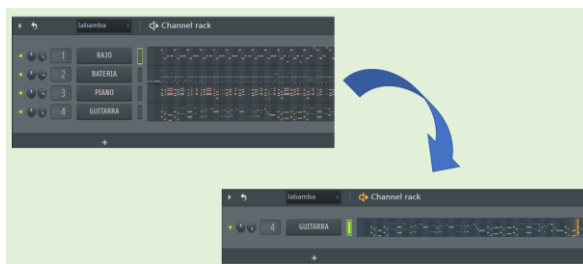 labamba Channel rack
1 BAJO
2 BATERIA
3 PIANO
4 GUITARRA
+
labamba Channel rack
4 GUITARRA
+